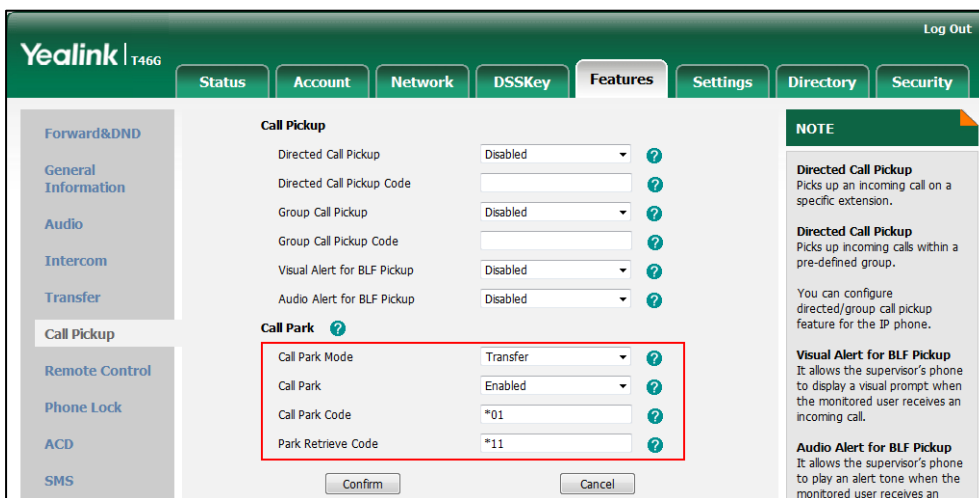 Log Out
Yealink T46G
Status Account Network DSSKey Features Settings Directory Security
Forward&DND
General
Information
Audio
Intercom
Transfer
Call Pickup
Remote Control
Phone Lock
ACD
SMS
Call Pickup
Directed Call Pickup Disabled ?
Directed Call Pickup Code ?
Group Call Pickup Disabled ?
Group Call Pickup Code ?
Visual Alert for BLF Pickup Disabled ?
Audio Alert for BLF Pickup Disabled ?
Call Park ?
Call Park Mode Transfer ?
Call Park Enabled ?
Call Park Code *01 ?
Park Retrieve Code *11 ?
Confirm Cancel
NOTE
Directed Call Pickup
Picks up an incoming call on a
specific extension.
Directed Call Pickup
Picks up incoming calls within a
pre-defined group.
You can configure
directed/group call pickup
feature for the IP phone.
Visual Alert for BLF Pickup
It allows the supervisor's phone
to display a visual prompt when
the monitored user receives an
incoming call.
Audio Alert for BLF Pickup
It allows the supervisor's phone
to play an alert tone when the
monitored user receives an